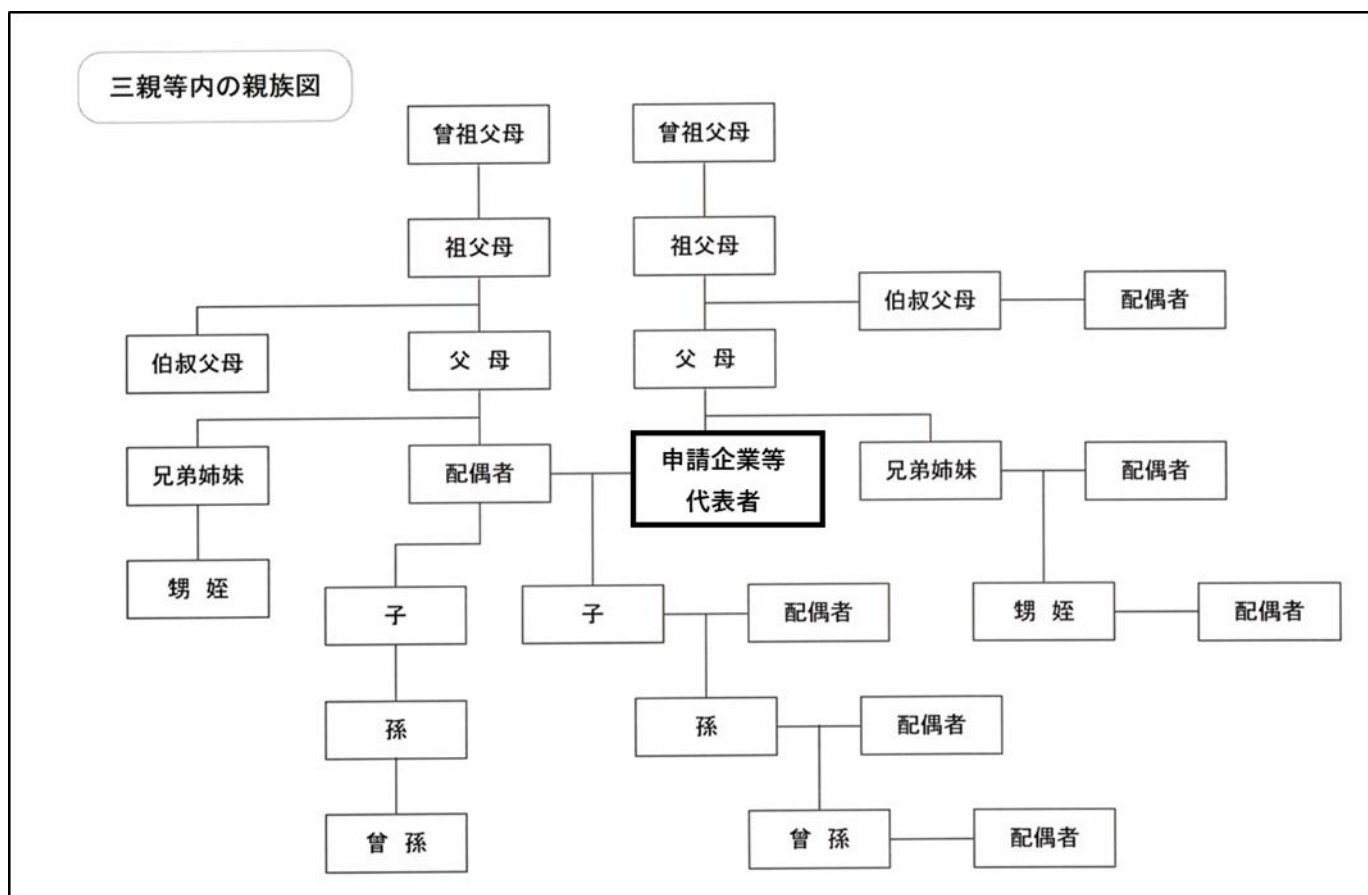 三親等内の親族図
曾祖父母
曾祖父母
祖父母
祖父母
伯叔父母
配偶者
伯叔父母
父 母
父 母
兄弟姉妹
配偶者
申請企業等
代表者
兄弟姉妹
配偶者
甥 姪
子
子
配偶者
甥 姪
配偶者
孫
孫
配偶者
曾 孫
曾 孫
配偶者